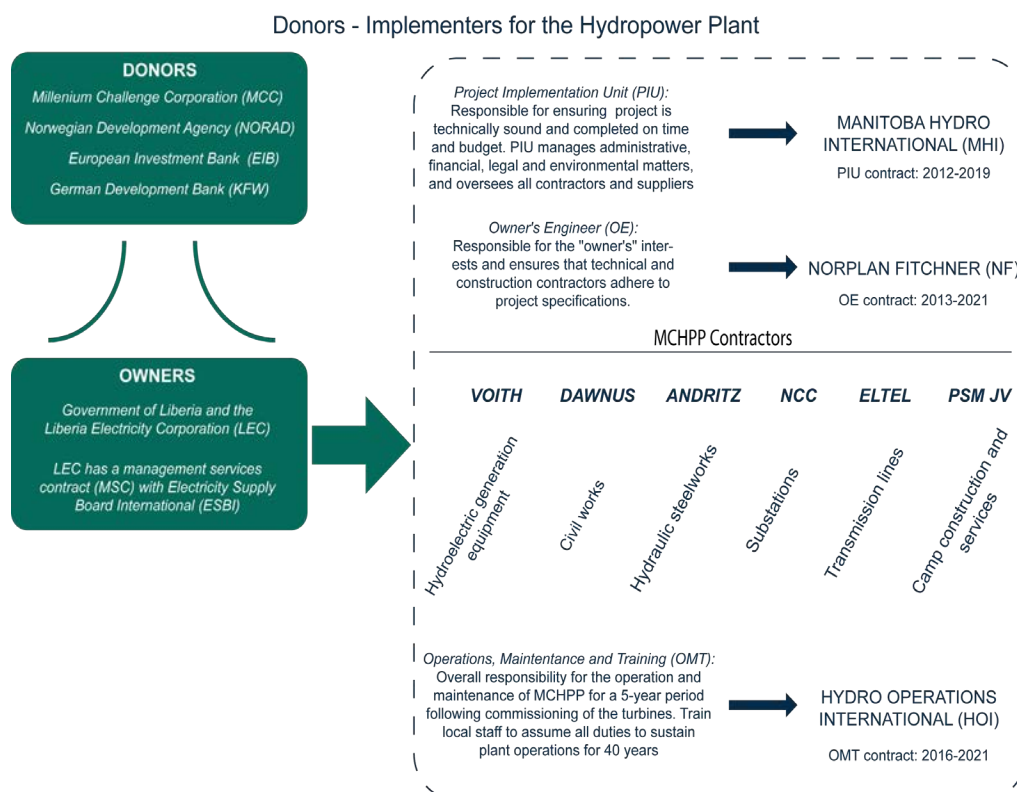 Donors - Implementers for the Hydropower Plant
DONORS
Millenium Challenge Corporation (MCC)
Norwegian Development Agency (NORAD)
European Investment Bank (EIB)
German Development Bank (KFW)
OWNERS
Government of Liberia and the
Liberia Electricity Corporation (LEC)
LEC has a management services
contract (MSC) with Electricity Supply
Board International (ESBI)
Project Implementation Unit (PIU):
Responsible for ensuring project is
technically sound and completed on time
and budget. PIU manages administrative,
financial, legal and environmental matters,
and oversees all contractors and suppliers
MANITOBA HYDRO
INTERNATIONAL (MHI)
PIU contract: 2012-2019
Owner's Engineer (OE):
Responsible for the "owner's" inter-
ests and ensures that technical and
construction contractors adhere to
project specifications.
NORPLAN FITCHNER (NF)
OE contract: 2013-2021
MCHPP Contractors
VOITH DAWNUS ANDRITZ NCC ELTEL PSM JV
Hydroelectric generation
equipment
Civil works
Hydraulic steelworks
Substations
Transmission lines
Camp construction and
services
Operations, Maintentance and Training (OMT):
Overall responsibility for the operation and
maintenance of MCHPP for a 5-year period
following commissioning of the turbines. Train
local staff to assume all duties to sustain
plant operations for 40 years
HYDRO OPERATIONS
INTERNATIONAL (HOI)
OMT contract: 2016-2021